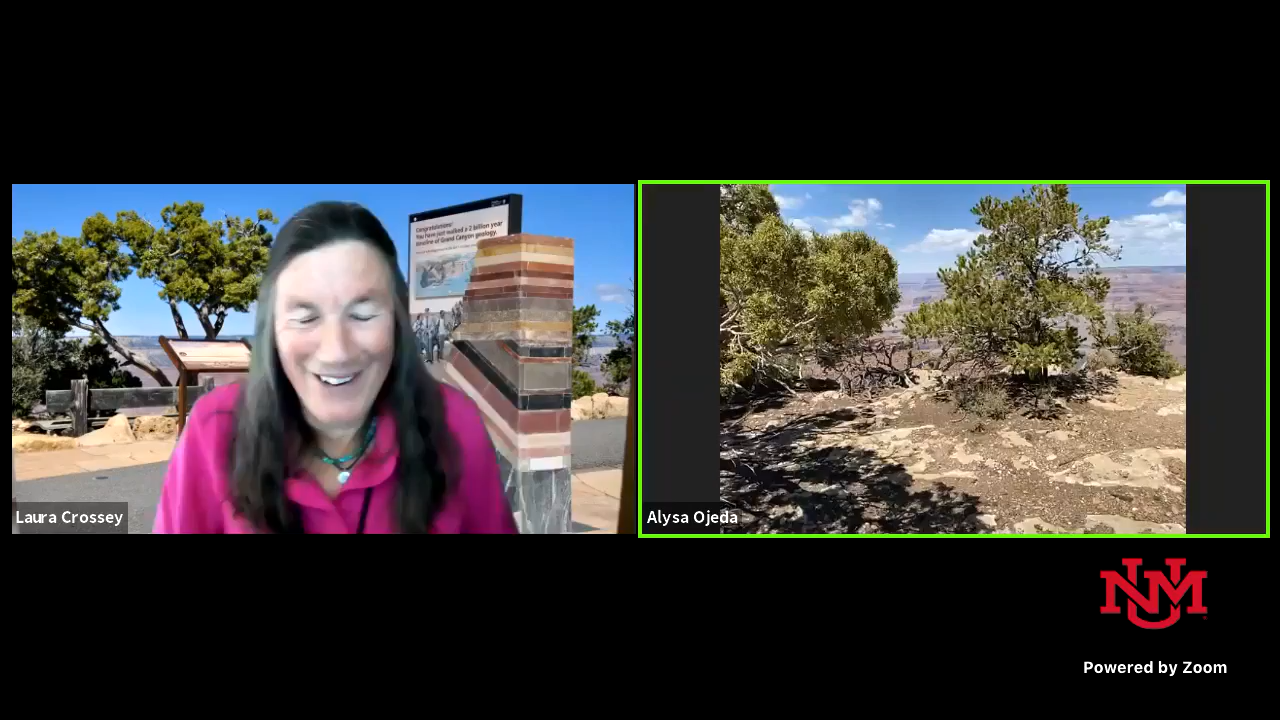 Congratulations!
You have just walked a 2 billion year
timeline of Grand Canyon geology.
Laura Crossey
Alysa Ojeda
UNM
Powered by Zoom